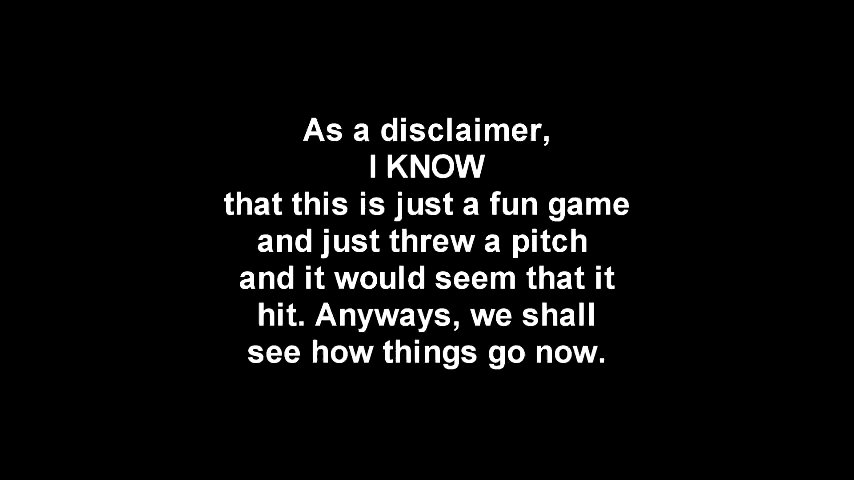 As a disclaimer,
I KNOW
that this is just a fun game
and just threw a pitch
and it would seem that it
hit. Anyways, we shall
see how things go now.